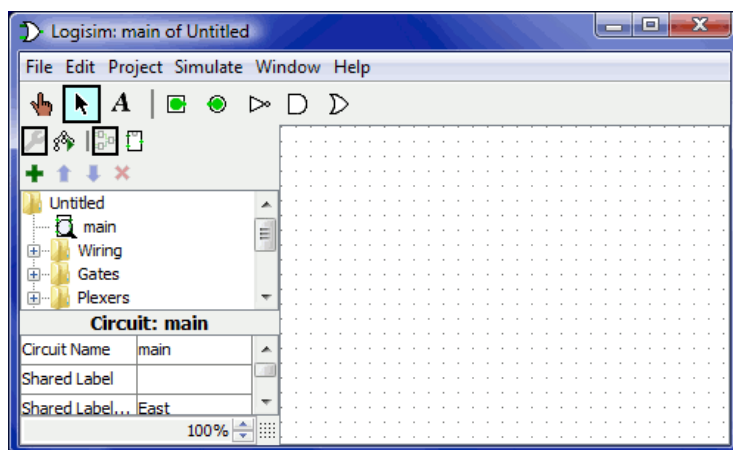 Logisim: main of Untitled
File Edit Project Simulate Window Help
A
Untitled
main
Wiring
Gates
Plexers
Circuit: main
Circuit Name main
Shared Label
Shared Label... East
100%